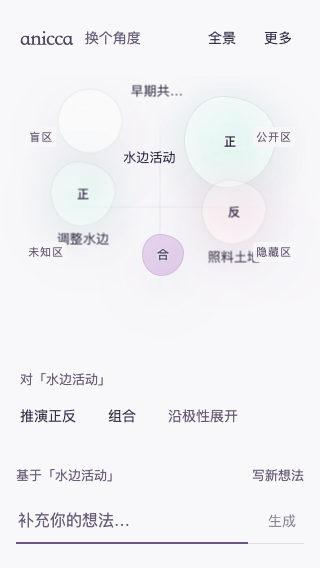 anicca 换个角度 全景 更多
早期共…
盲区 正 公开区
水边活动
正 反
调整水边
未知区 合 照料土地 隐藏区
对「水边活动」
推演正反 组合 沿极性展开
基于「水边活动」 写新想法
补充你的想法… 生成